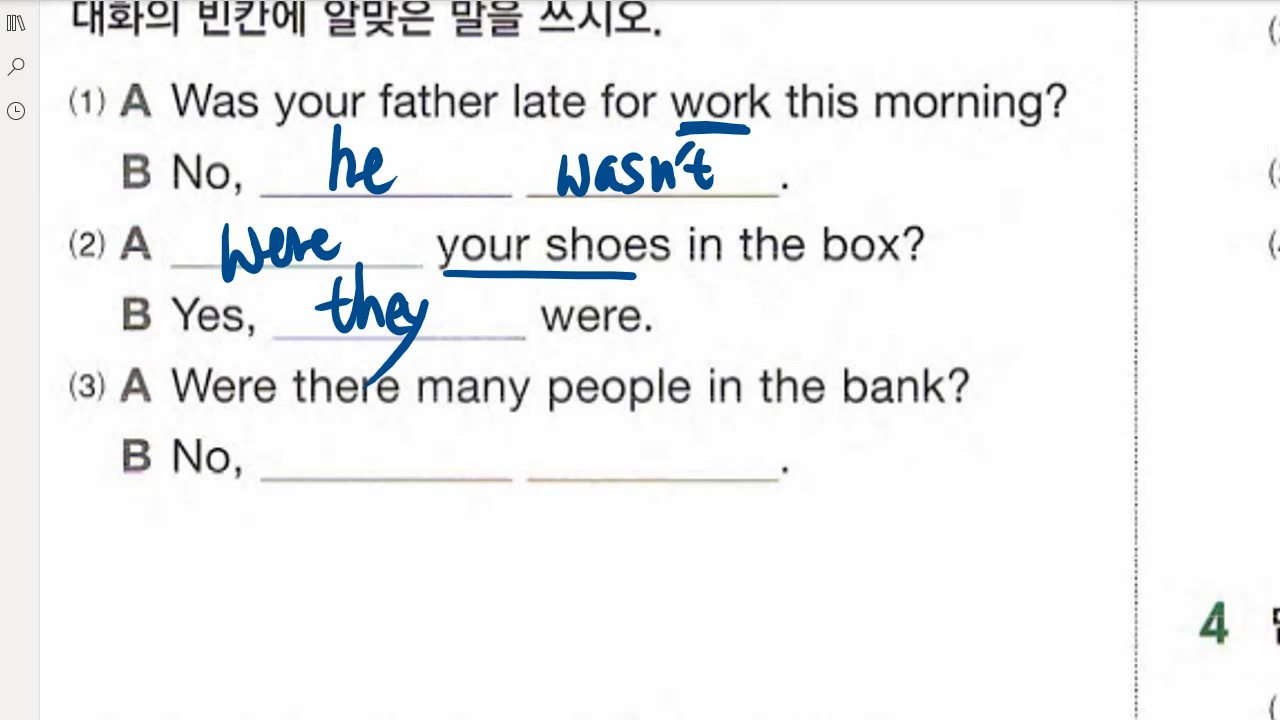 대화의 빈칸에 알맞은 말을 쓰시오.
(1) A Was your father late for work this morning?
B No, he wasn't.
(2) A were your shoes in the box?
B Yes, they were.
(3) A Were there many people in the bank?
B No, ____ ____.
4